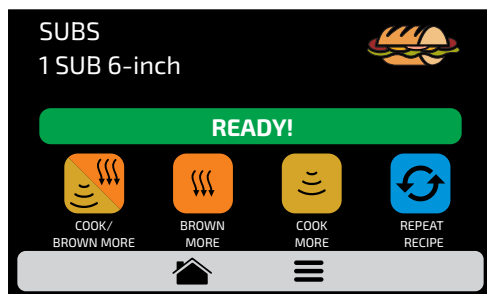 SUBS
1 SUB 6-inch
READY!
COOK/
BROWN MORE
BROWN
MORE
COOK
MORE
REPEAT
RECIPE